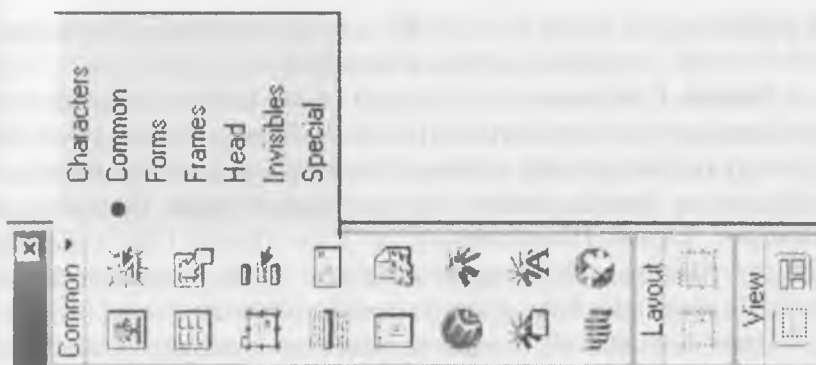 Common
Characters
Common
Forms
Frames
Head
Invisibles
Special
Layout
View